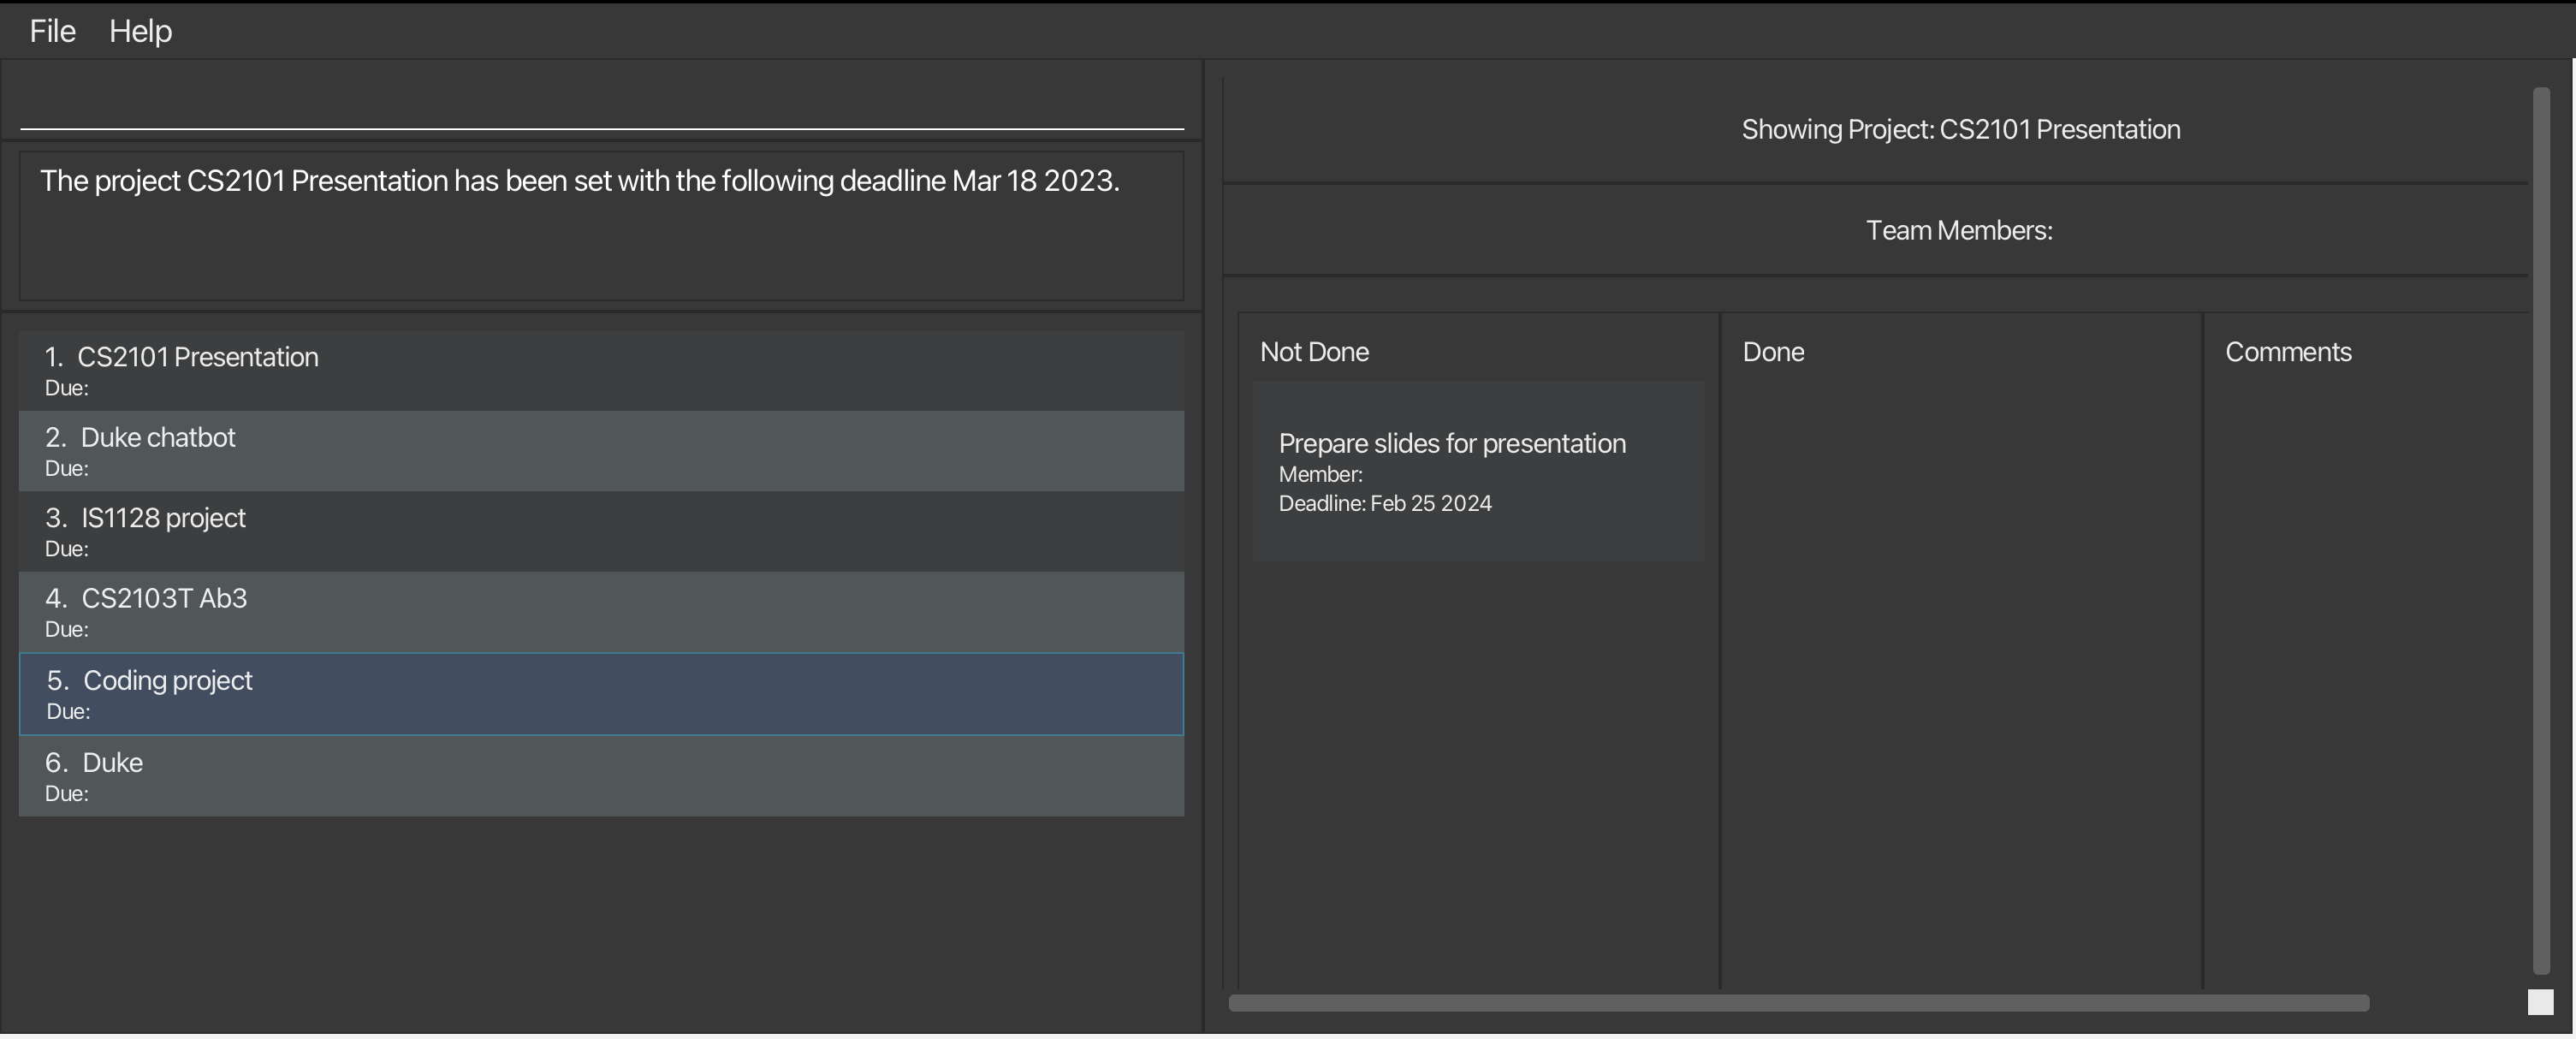 File Help
The project CS2101 Presentation has been set with the following deadline Mar 18 2023.
1. CS2101 Presentation
Due:
2. Duke chatbot
Due:
3. IS1128 project
Due:
4. CS2103T Ab3
Due:
5. Coding project
Due:
6. Duke
Due:
Showing Project: CS2101 Presentation
Team Members:
Not Done
Prepare slides for presentation
Member:
Deadline: Feb 25 2024
Done
Comments